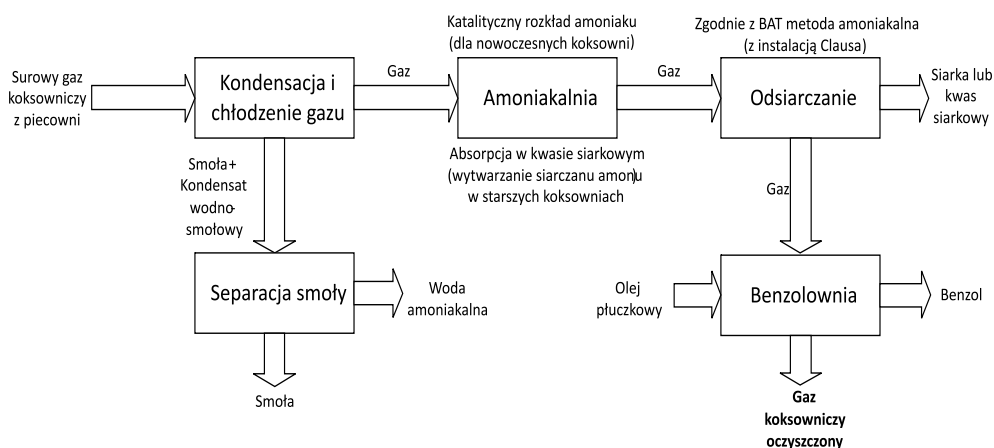 Katalityczny rozkład amoniaku
(dla nowoczesnych koksowni)
Zgodnie z BAT metoda amoniakalna
(z instalacją Clausa)
Surowy gaz
koksowniczy
z piecowni
Kondensacja i
chłodzenie gazu
Gaz
Amoniakalnia
Gaz
Odsiarczanie
Siarka lub
kwas
siarkowy
Absorpcja w kwasie siarkowym
(wytwarzanie siarczanu amonu)
w starszych koksowniach
Smoła+
Kondensat
wodno-
smołowy
Gaz
Separacja smoły
Woda
amoniakalna
Olej
płuczkowy
Benzolownia
Benzol
Smoła
Gaz
koksowniczy
oczyszczony